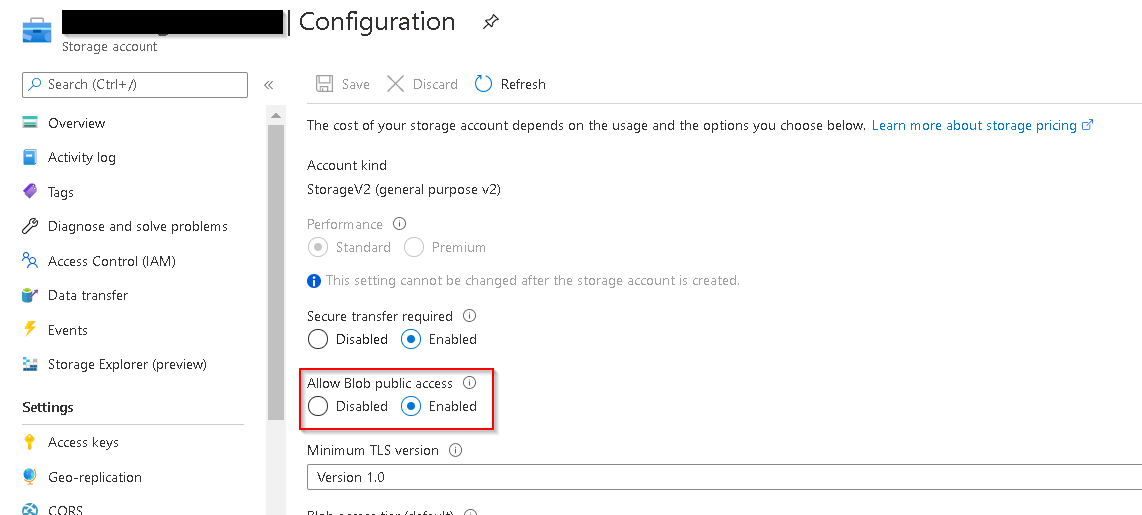 | Configuration
Storage account
Search (Ctrl+/)
«
Save
Discard
Refresh
Overview
Activity log
Tags
Diagnose and solve problems
Access Control (IAM)
Data transfer
Events
Storage Explorer (preview)
Settings
Access keys
Geo-replication
CORS
The cost of your storage account depends on the usage and the options you choose below. Learn more about storage pricing
Account kind
StorageV2 (general purpose v2)
Performance
Standard Premium
This setting cannot be changed after the storage account is created.
Secure transfer required
Disabled Enabled
Allow Blob public access
Disabled Enabled
Minimum TLS version
Version 1.0
Blob access tier (default)